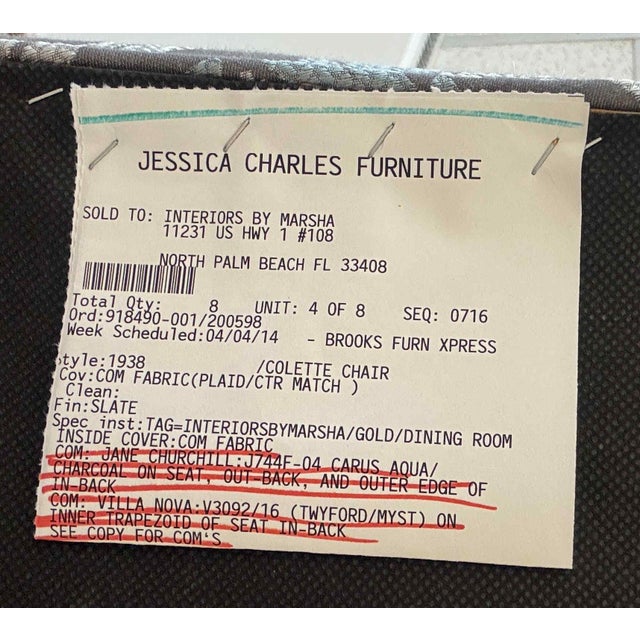 JESSICA CHARLES FURNITURE
SOLD TO: INTERIORS BY MARSHA
11231 US HWY 1 #108
NORTH PALM BEACH FL 33408
Total Qty: 8 UNIT: 4 OF 8 SEQ: 0716
Ord:918490-001/200598
Week Scheduled:04/04/14 - BROOKS FURN XPRESS
Style:1938 /COLETTE CHAIR
Cov:COM FABRIC(PLAID/CTR MATCH )
Clean:
Fin:SLATE
Spec inst:TAG=INTERIORSBYMARSHA/GOLD/DINING ROOM
INSIDE COVER:COM FABRIC
COM: JANE CHURCHILL:J744F-04 CARUS AQUA/
CHARCOAL ON SEAT, OUT-BACK, AND OUTER EDGE OF
IN-BACK
COM: VILLA NOVA:V3092/16 (TWYFORD/MYST) ON
INNER TRAPEZOID OF SEAT IN-BACK
SEE COPY FOR COM'S